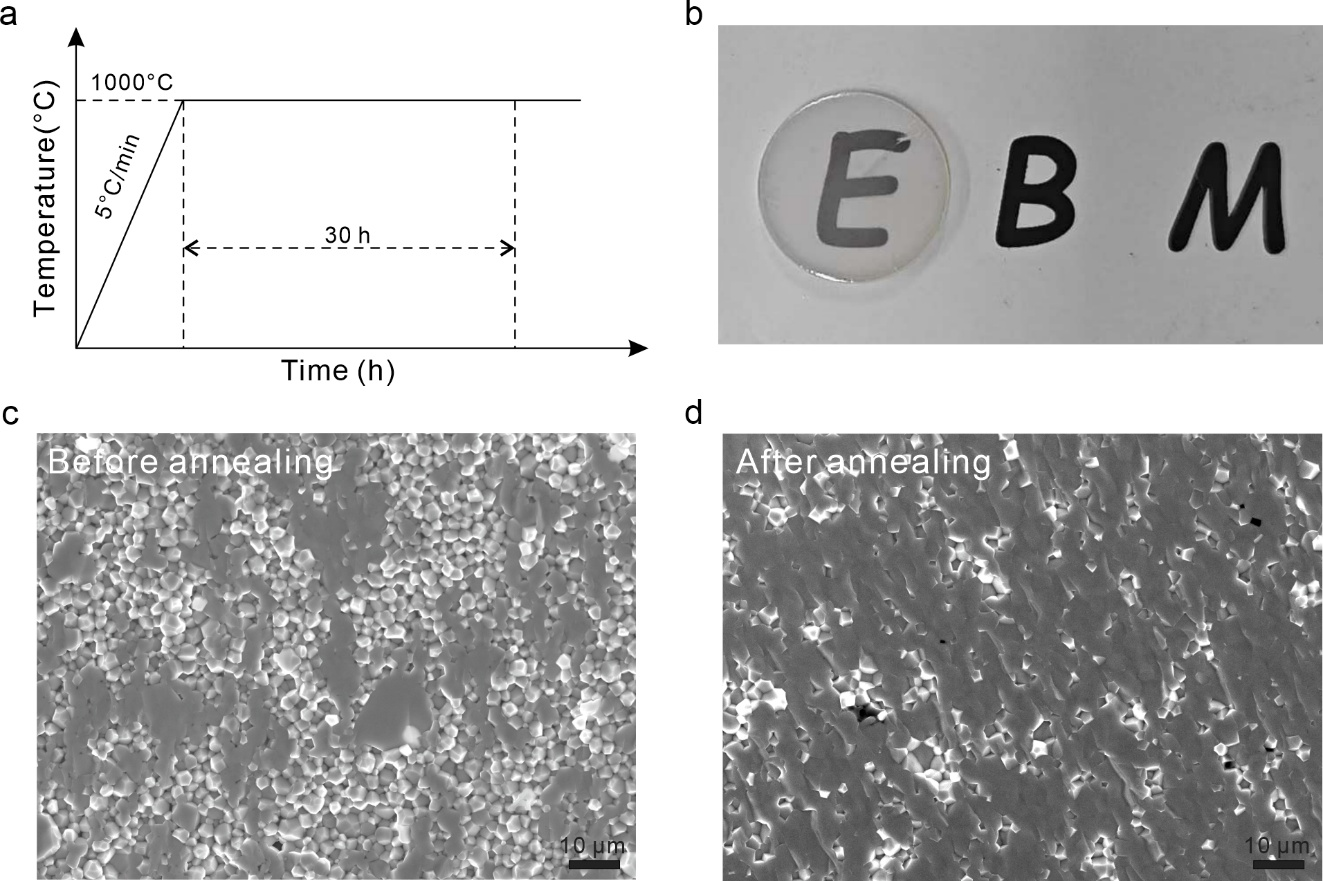 a
1000°C
5°C/min
30 h
Temperature(°C)
Time (h)
b
E B M
c
Before annealing
10 μm
d
After annealing
10 μm